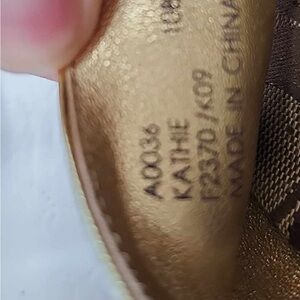 A0036
KATHIE
F2370/K09
MADE IN CHINA